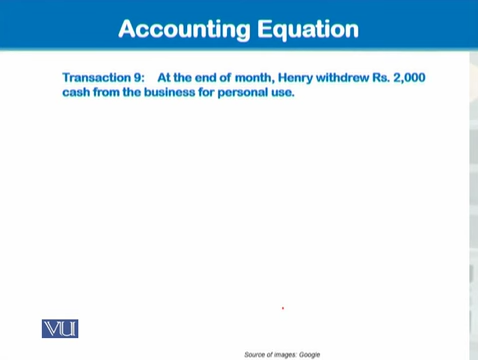 Accounting Equation
Transaction 9: At the end of month, Henry withdrew Rs. 2,000
cash from the business for personal use.
VU
Source of images: Google